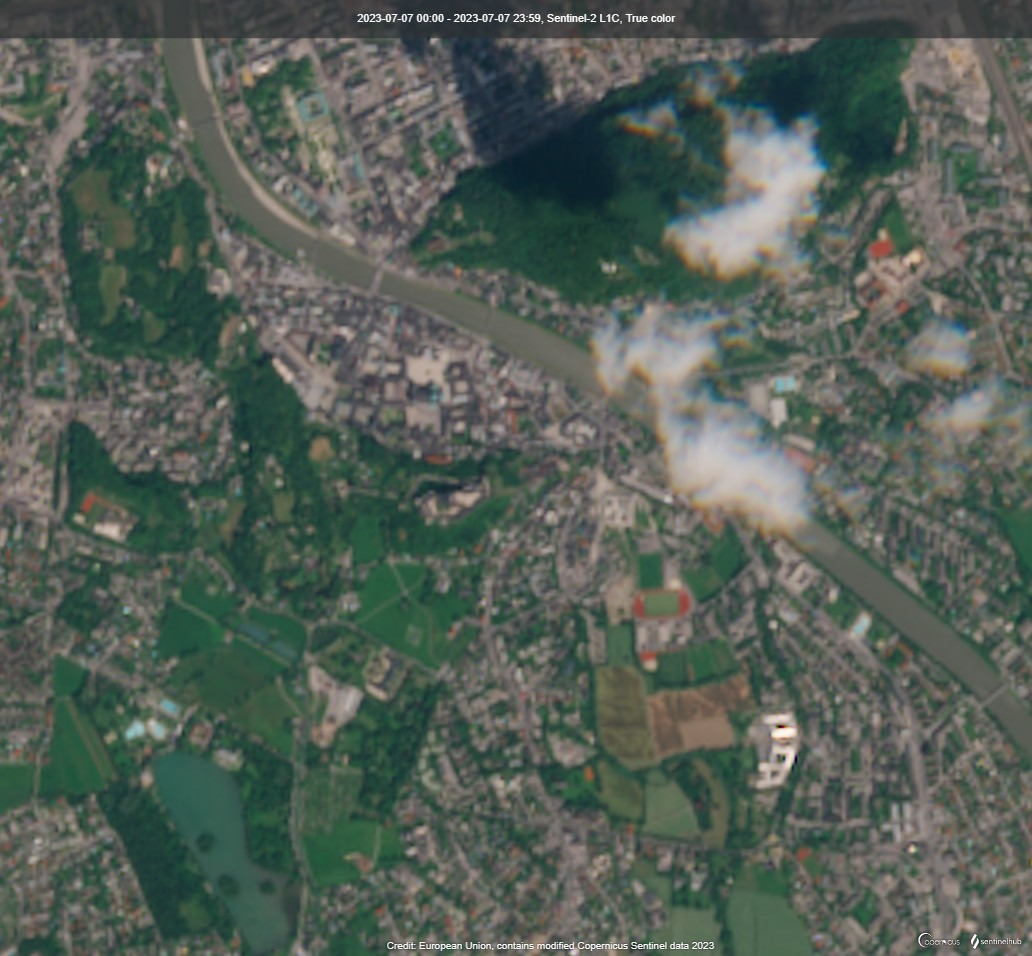 2023-07-07 00:00 - 2023-07-07 23:59, Sentinel-2 L1C, True color
Credit: European Union, contains modified Copernicus Sentinel data 2023
opernicus
sentinelhub